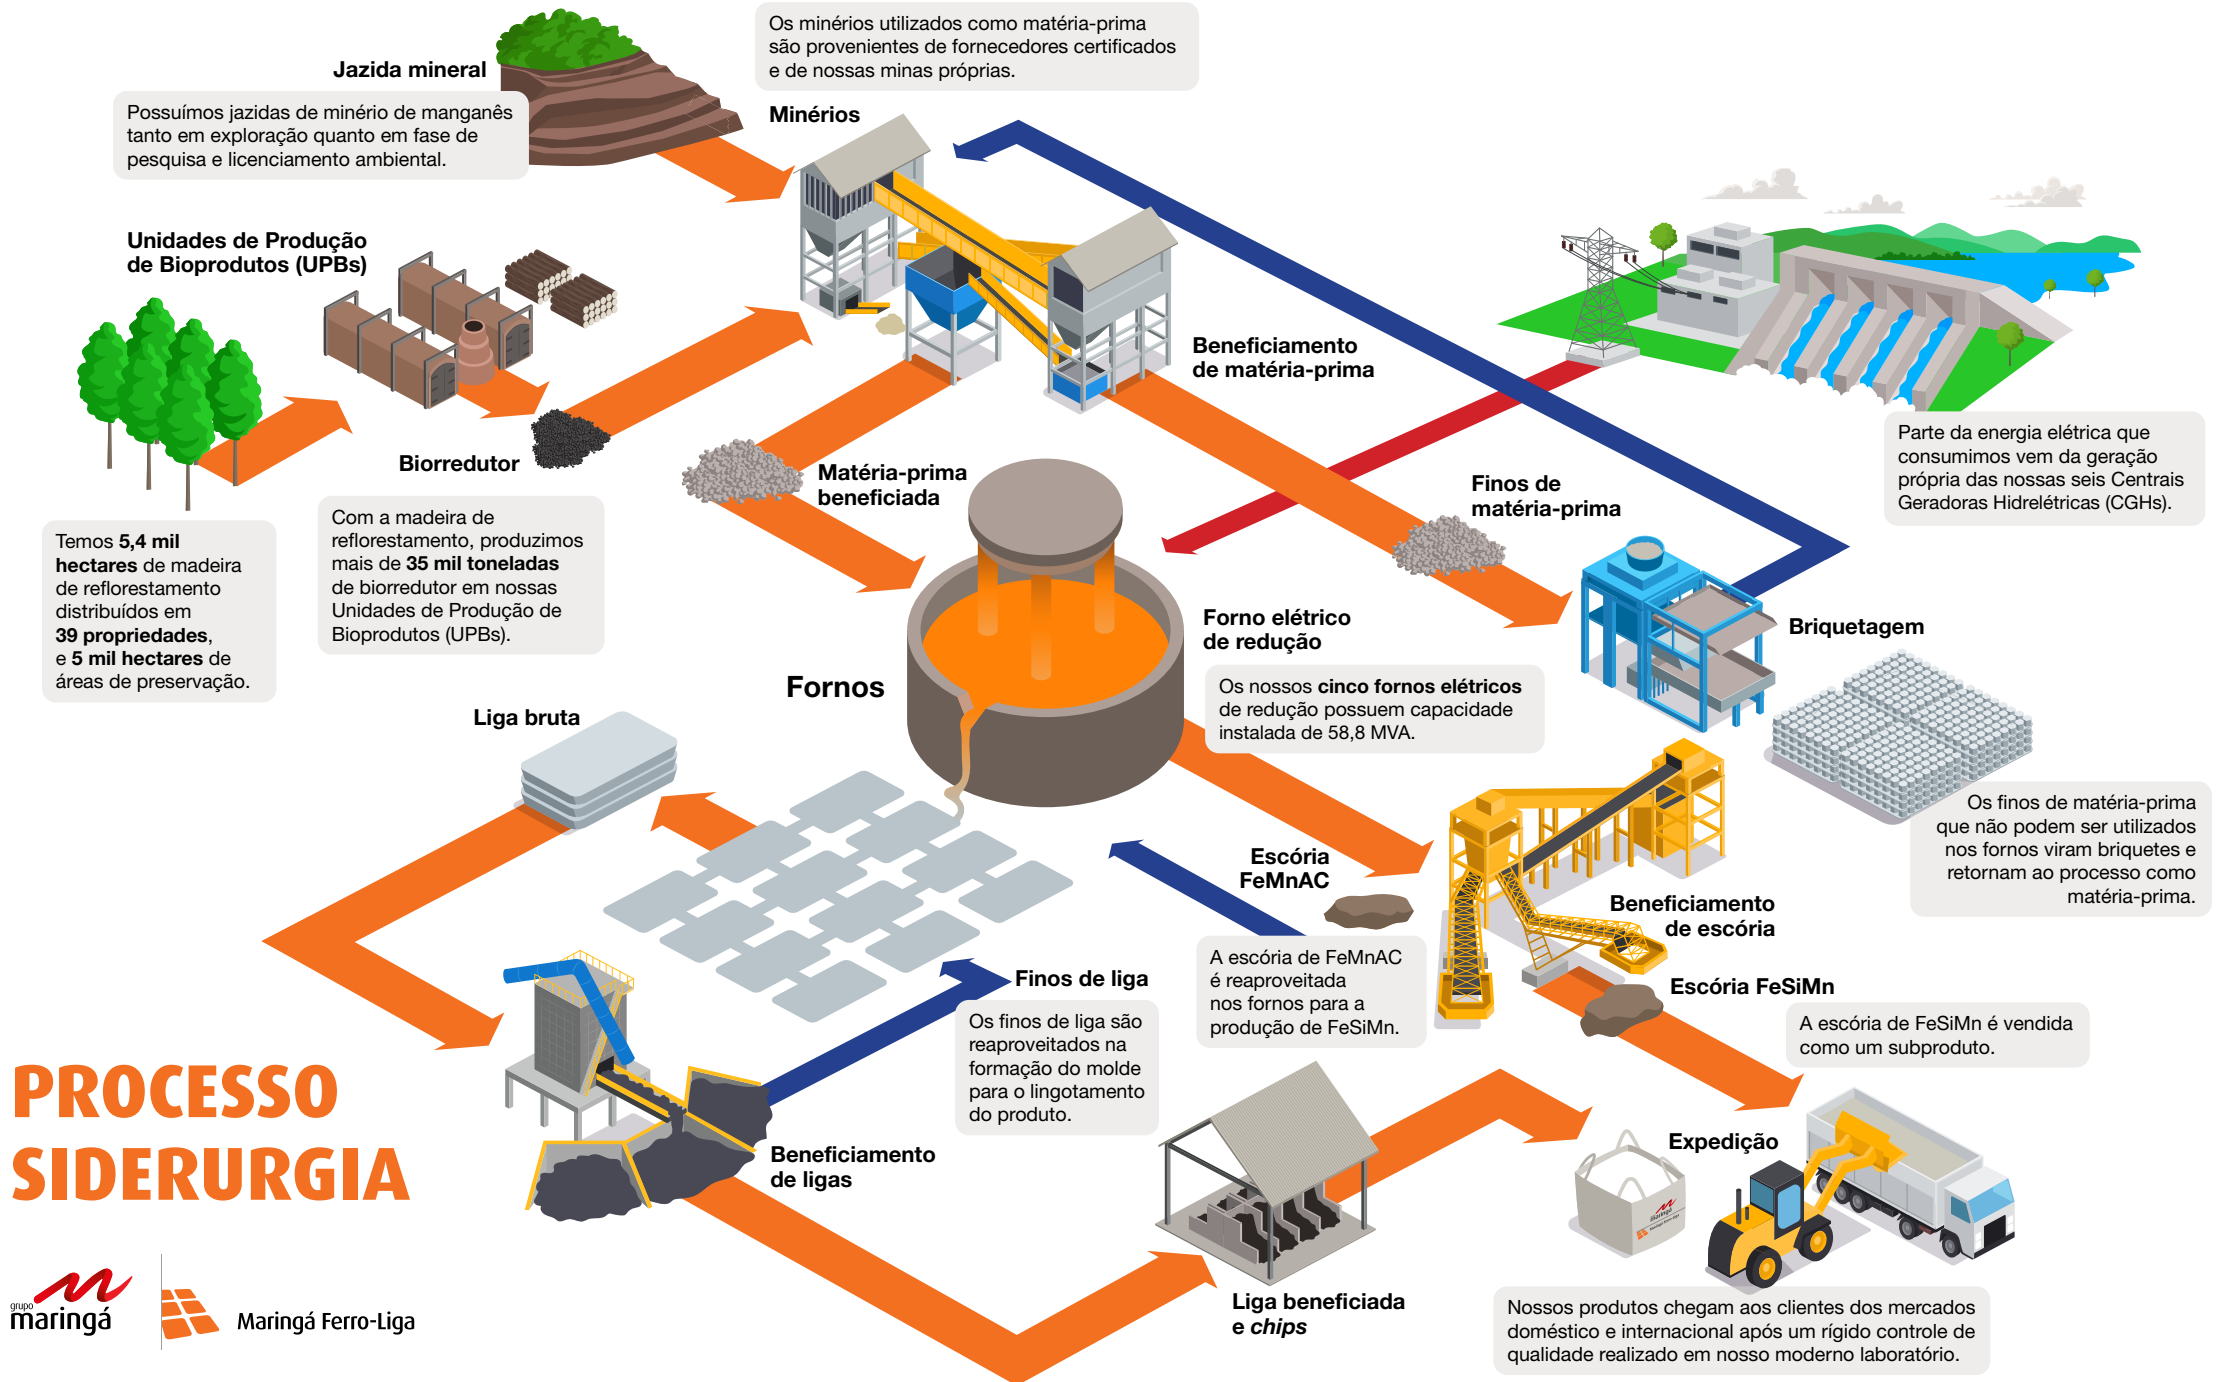 Os minérios utilizados como matéria-prima
são provenientes de fornecedores certificados
e de nossas minas próprias.
Jazida mineral
Possuímos jazidas de minério de manganês
tanto em exploração quanto em fase de
pesquisa e licenciamento ambiental.
Minérios
Unidades de Produção
de Bioprodutos (UPBs)
Beneficiamento
de matéria-prima
Parte da energia elétrica que
consumimos vem da geração
própria das nossas seis Centrais
Geradoras Hidrelétricas (CGHs).
Biorredutor
Matéria-prima
beneficiada
Finos de
matéria-prima
Temos 5,4 mil
hectares de madeira
de reflorestamento
distribuídos em
39 propriedades,
e 5 mil hectares de
áreas de preservação.
Com a madeira de
reflorestamento, produzimos
mais de 35 mil toneladas
de biorredutor em nossas
Unidades de Produção de
Bioprodutos (UPBs).
Forno elétrico
de redução
Briquetagem
Fornos
Os nossos cinco fornos elétricos
de redução possuem capacidade
instalada de 58,8 MVA.
Liga bruta
Os finos de matéria-prima
que não podem ser utilizados
nos fornos viram briquetes e
retornam ao processo como
matéria-prima.
Escória
FeMnAC
Beneficiamento
de escória
A escória de FeMnAC
é reaproveitada
nos fornos para a
produção de FeSiMn.
Finos de liga
Os finos de liga são
reaproveitados na
formação do molde
para o lingotamento
do produto.
Escória FeSiMn
A escória de FeSiMn é vendida
como um subproduto.
PROCESSO
SIDERURGIA
Beneficiamento
de ligas
Expedição
maringá
Maringá Ferro-Liga
Liga beneficiada
e chips
Nossos produtos chegam aos clientes dos mercados
doméstico e internacional após um rígido controle de
qualidade realizado em nosso moderno laboratório.
grupo
maringá
Maringá Ferro-Liga